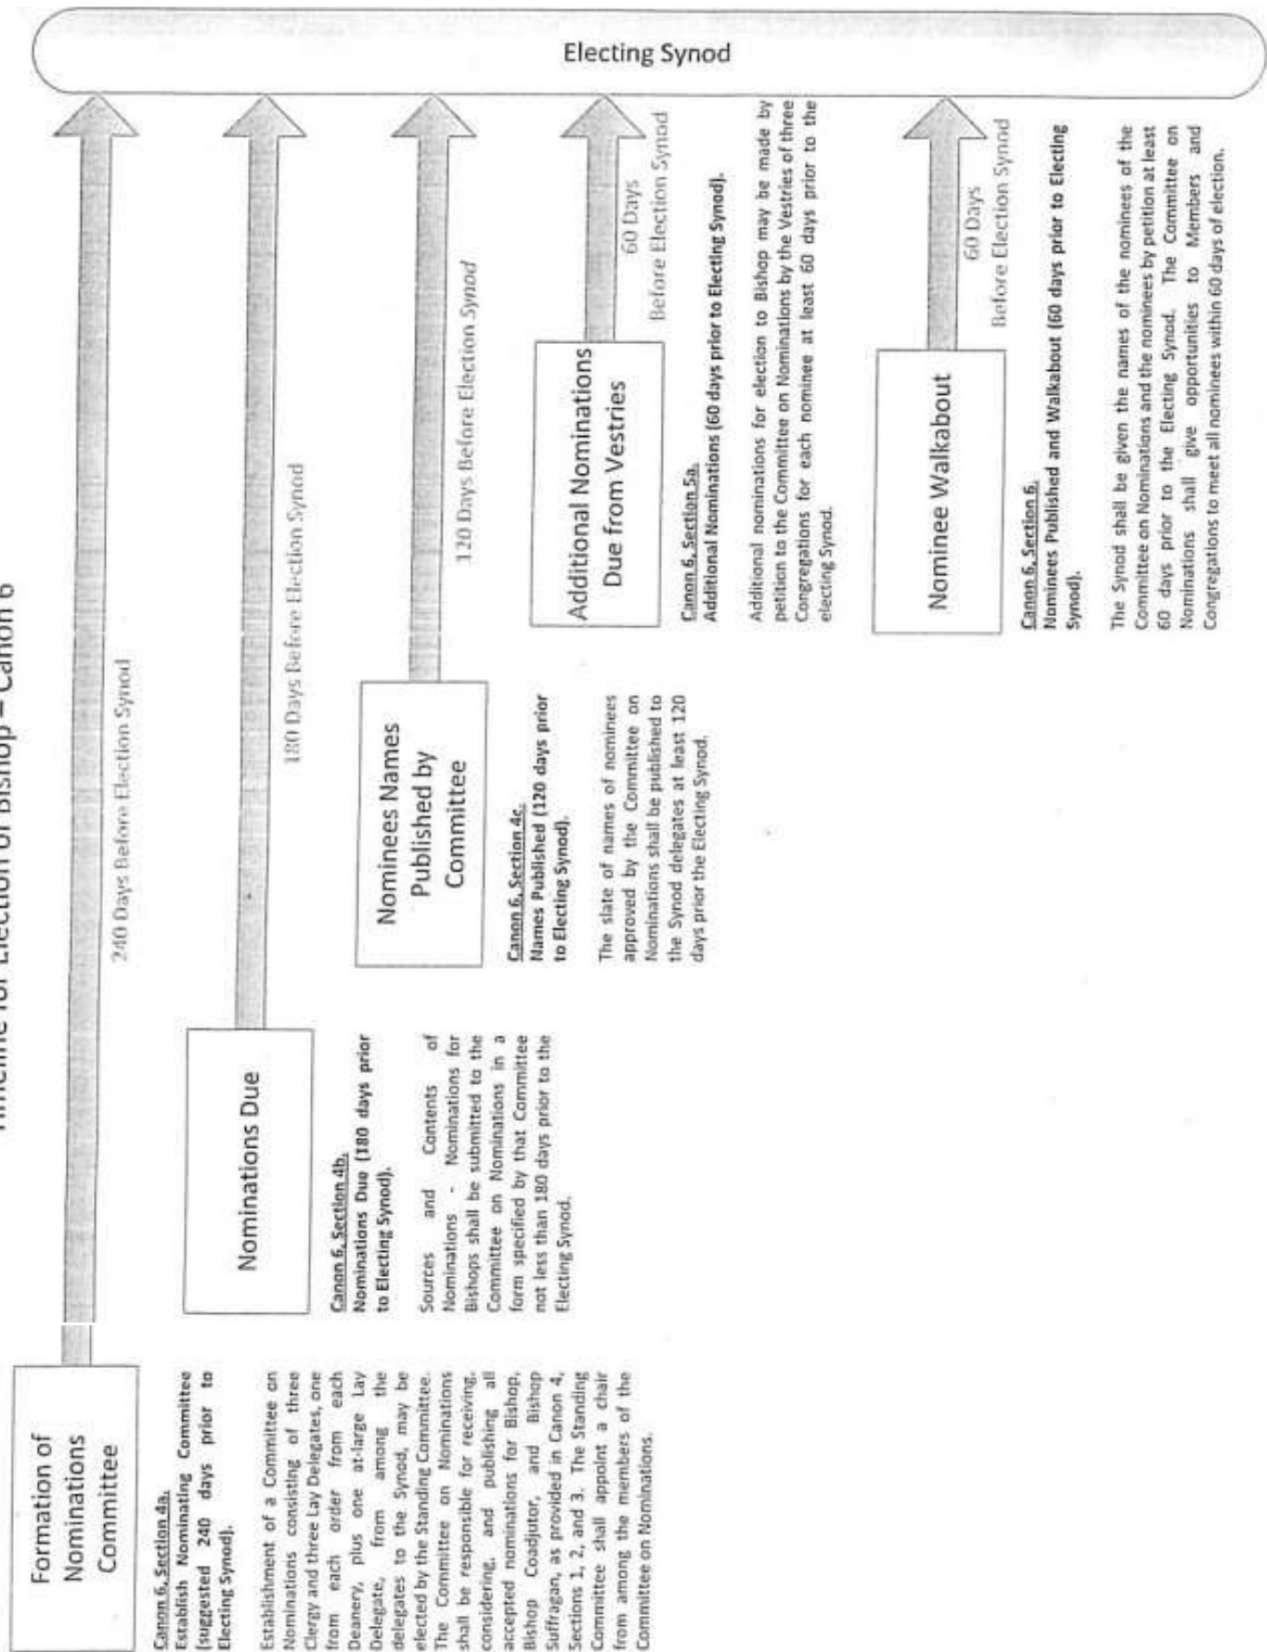 Timeline for Election of Bishop – Canon 6
Electing Synod
Formation of
Nominations
Committee
240 Days Before Election Synod
Canon 6, Section 4a.
Establish Nominating Committee
(suggested 240 days prior to
Electing Synod).
Establishment of a Committee on
Nominations consisting of three
Clergy and three Lay Delegates, one
from each order from each
Deanery, plus one at-large Lay
Delegate, from among the
delegates to the Synod, may be
elected by the Standing Committee.
The Committee on Nominations
shall be responsible for receiving,
considering, and publishing all
accepted nominations for Bishop,
Bishop Coadjutor, and Bishop
Suffragan, as provided in Canon 4,
Sections 1, 2, and 3. The Standing
Committee shall appoint a chair
from among the members of the
Committee on Nominations.
Nominations Due
180 Days Before Election Synod
Canon 6, Section 4b.
Nominations Due (180 days prior
to Electing Synod).
Sources and Contents of
Nominations - Nominations for
Bishops shall be submitted to the
Committee on Nominations in a
form specified by that Committee
not less than 180 days prior to the
Electing Synod.
Nominees Names
Published by
Committee
120 Days Before Election Synod
Canon 6, Section 4c.
Names Published (120 days prior
to Electing Synod).
The slate of names of nominees
approved by the Committee on
Nominations shall be published to
the Synod delegates at least 120
days prior the Electing Synod.
Additional Nominations
Due from Vestries
60 Days
Before Election Synod
Canon 6, Section 5a.
Additional Nominations (60 days prior to Electing Synod).
Additional nominations for election to Bishop may be made by
petition to the Committee on Nominations by the Vestries of three
Congregations for each nominee at least 60 days prior to the
electing Synod.
Nominee Walkabout
60 Days
Before Election Synod
Canon 6, Section 6.
Nominees Published and Walkabout (60 days prior to Electing
Synod).
The Synod shall be given the names of the nominees of the
Committee on Nominations and the nominees by petition at least
60 days prior to the Electing Synod. The Committee on
Nominations shall give opportunities to Members and
Congregations to meet all nominees within 60 days of election.